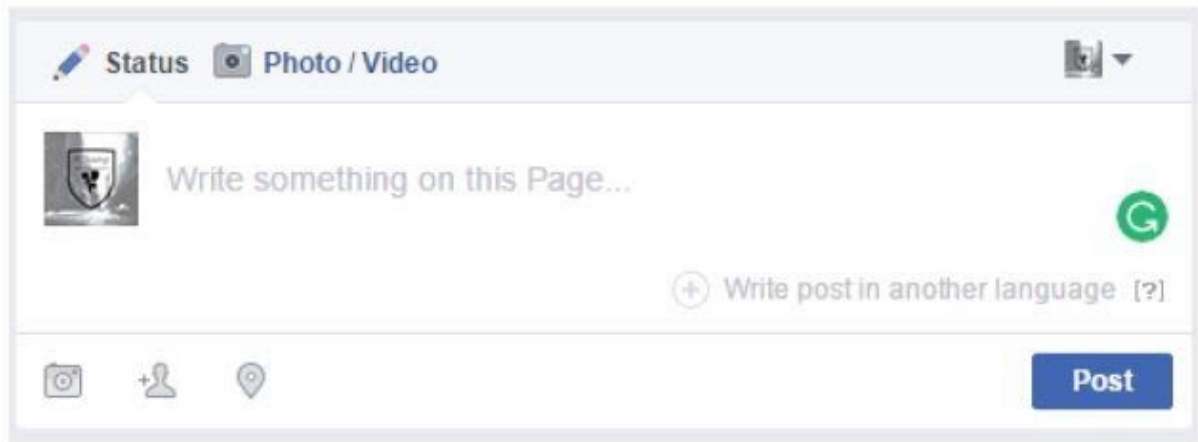 Status Photo / Video
Write something on this Page...
Write post in another language [?]
Post